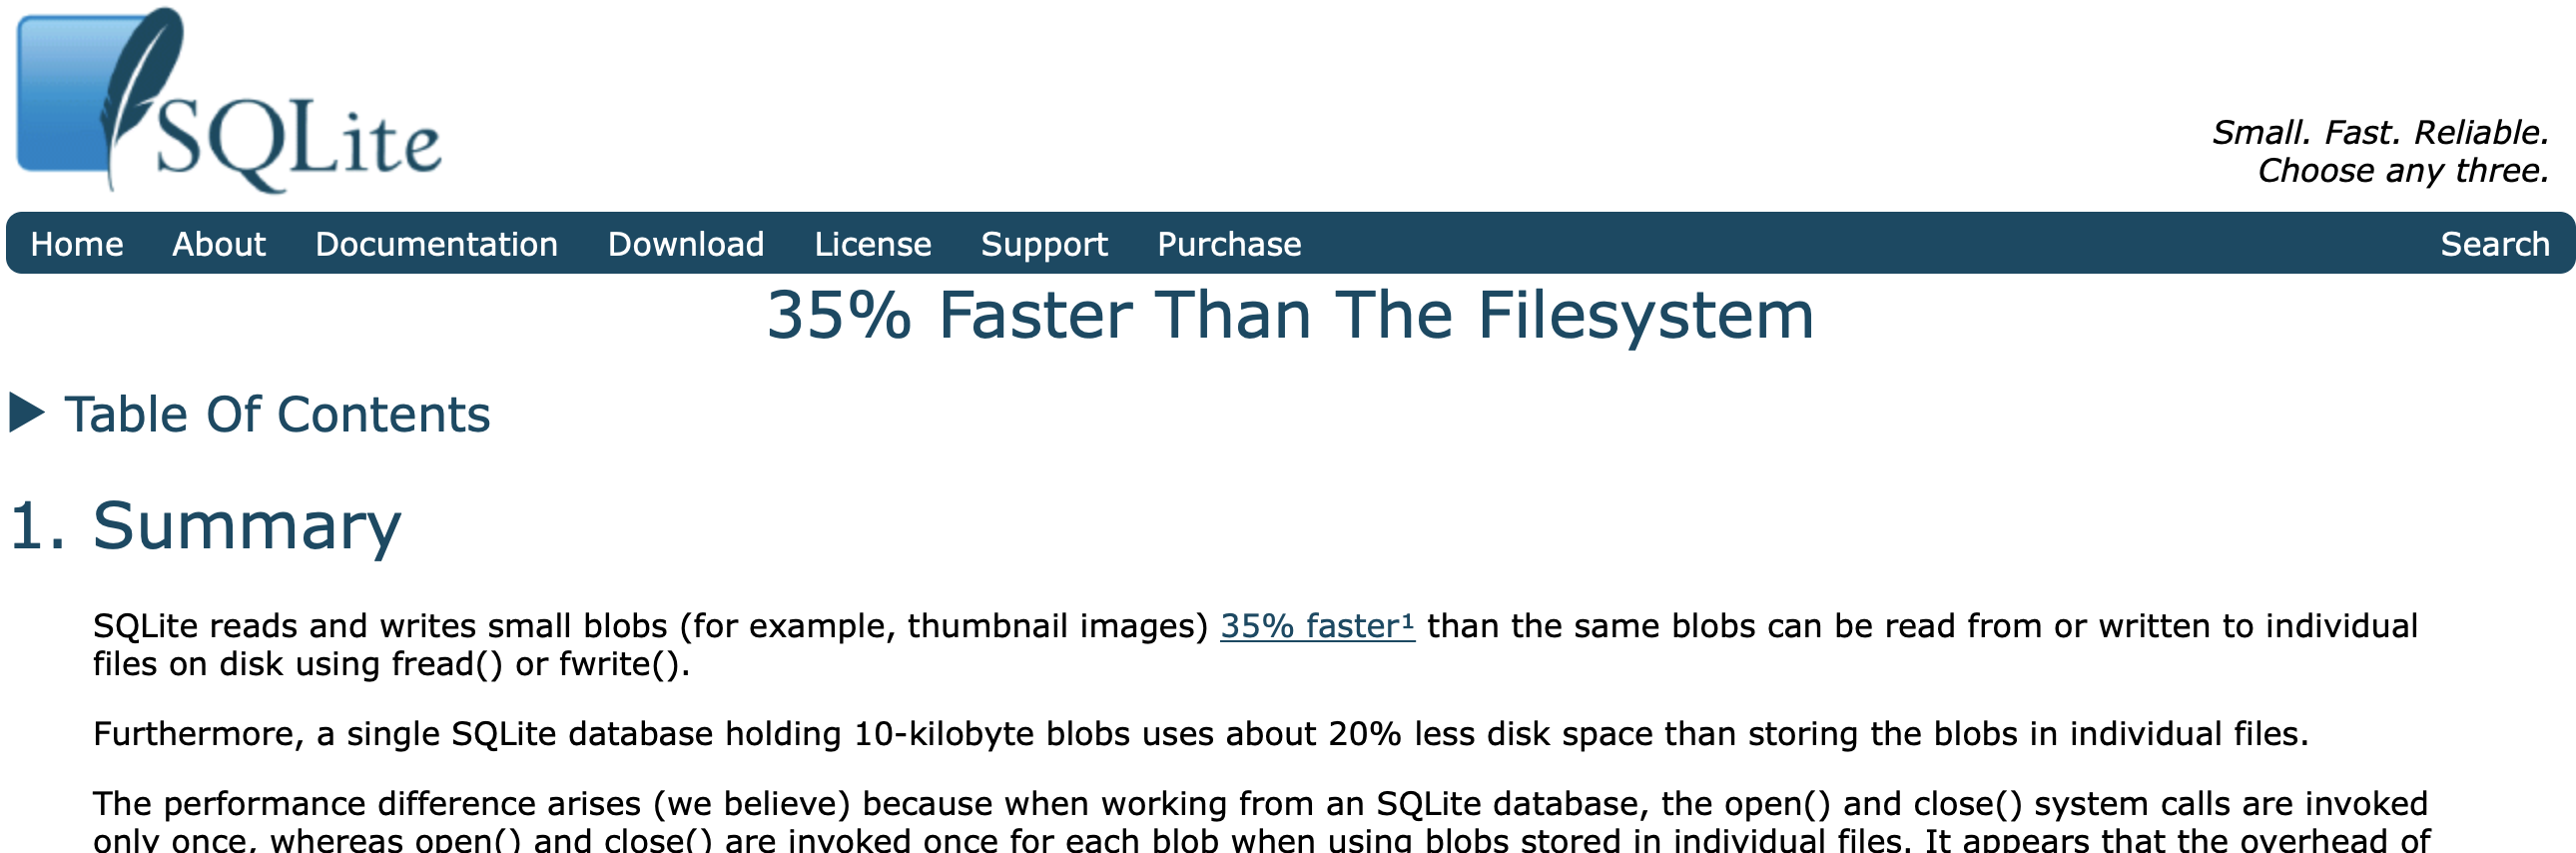 SQLite
Small. Fast. Reliable.
Choose any three.
Home About Documentation Download License Support Purchase Search
35% Faster Than The Filesystem
Table Of Contents
1. Summary
SQLite reads and writes small blobs (for example, thumbnail images) 35% faster¹ than the same blobs can be read from or written to individual
files on disk using fread() or fwrite().
Furthermore, a single SQLite database holding 10-kilobyte blobs uses about 20% less disk space than storing the blobs in individual files.
The performance difference arises (we believe) because when working from an SQLite database, the open() and close() system calls are invoked
only once, whereas open() and close() are invoked once for each blob when using blobs stored in individual files. It appears that the overhead of